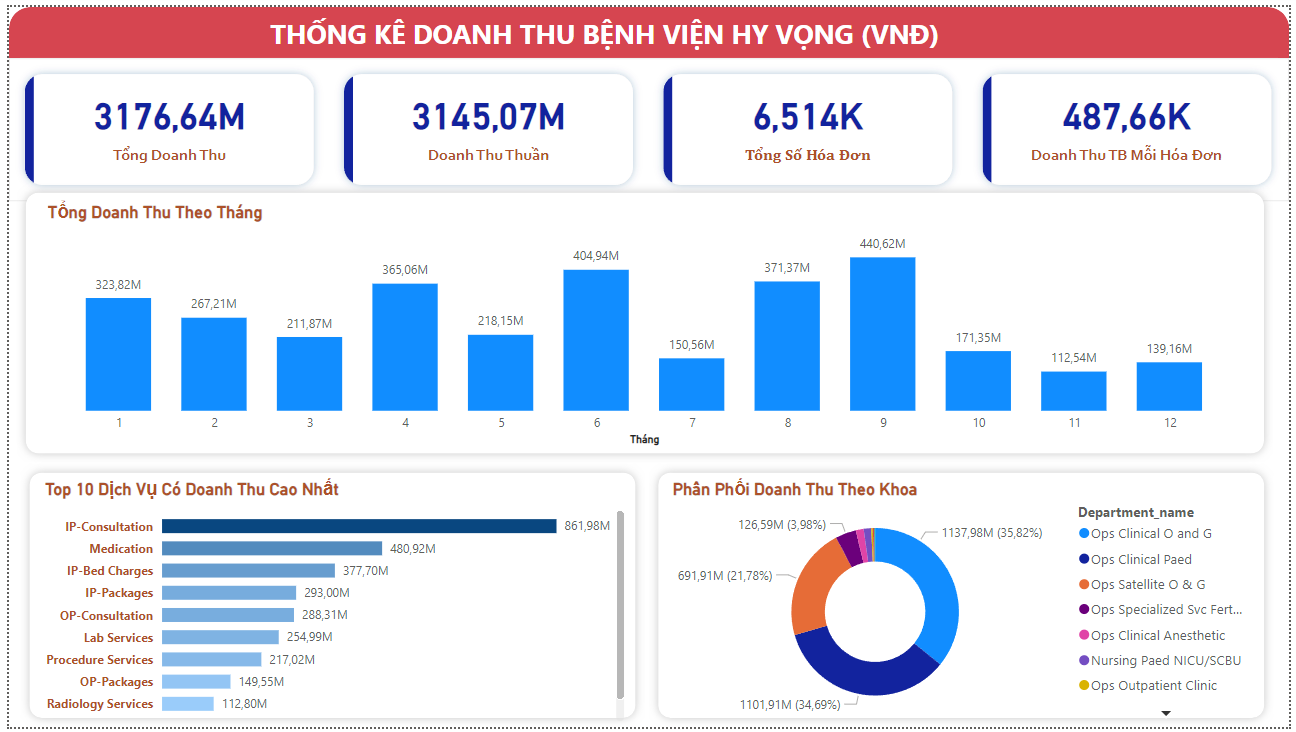 THỐNG KÊ DOANH THU BỆNH VIỆN HY VỌNG (VNĐ)
3176,64M
Tổng Doanh Thu
3145,07M
Doanh Thu Thuần
6,514K
Tổng Số Hóa Đơn
487,66K
Doanh Thu TB Mỗi Hóa Đơn
Tổng Doanh Thu Theo Tháng
323,82M
267,21M
211,87M
365,06M
218,15M
404,94M
150,56M
371,37M
440,62M
171,35M
112,54M
139,16M
1 2 3 4 5 6 7 8 9 10 11 12
Tháng
Top 10 Dịch Vụ Có Doanh Thu Cao Nhất
IP-Consultation 861,98M
Medication 480,92M
IP-Bed Charges 377,70M
IP-Packages 293,00M
OP-Consultation 288,31M
Lab Services 254,99M
Procedure Services 217,02M
OP-Packages 149,55M
Radiology Services 112,80M
Phân Phối Doanh Thu Theo Khoa
126,59M (3,98%)
1137,98M (35,82%)
691,91M (21,78%)
1101,91M (34,69%)
Department_name
Ops Clinical O and G
Ops Clinical Paed
Ops Satellite O & G
Ops Specialized Svc Fert...
Ops Clinical Anesthetic
Nursing Paed NICU/SCBU
Ops Outpatient Clinic